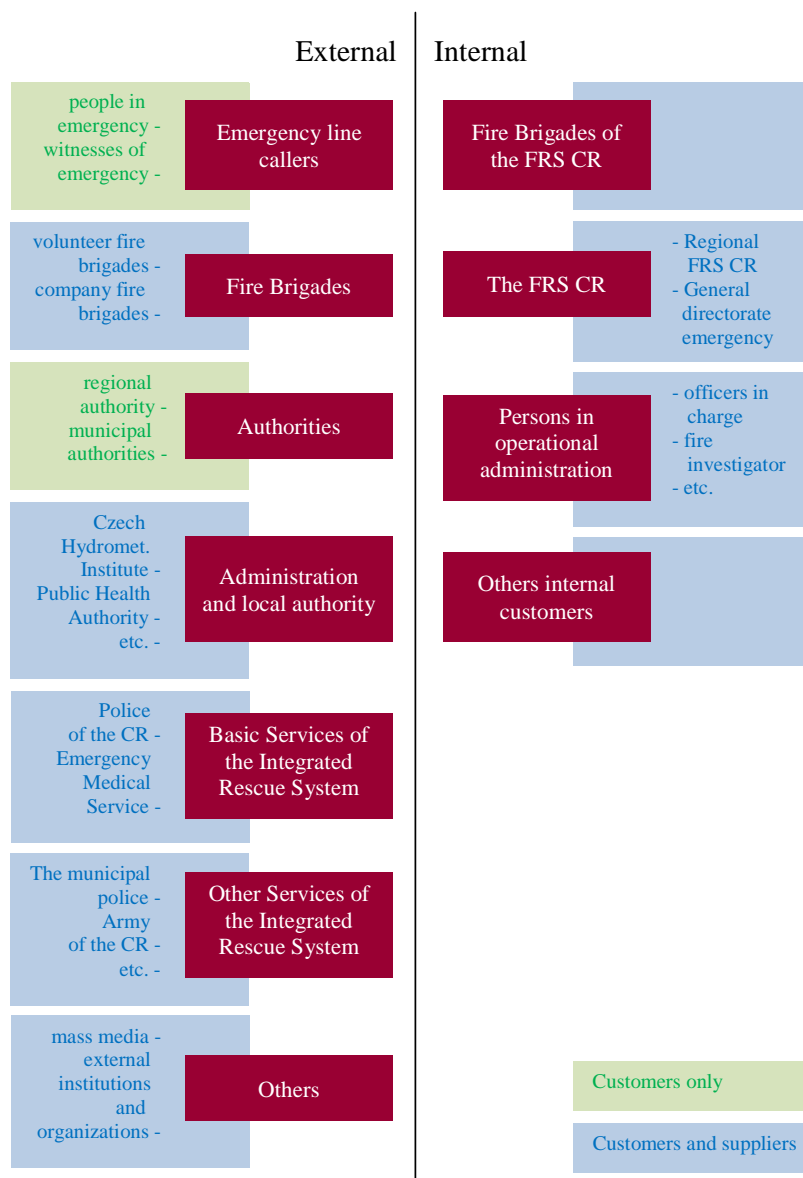 External
Internal
people in
emergency -
witnesses of
emergency -
Emergency line
callers
volunteer fire
brigades -
company fire
brigades -
Fire Brigades
regional
authority -
municipal
authorities -
Authorities
Czech
Hydromet.
Institute -
Public Health
Authority -
etc. -
Administration
and local authority
Police
of the CR -
Emergency
Medical
Service -
Basic Services of
the Integrated
Rescue System
The municipal
police -
Army
of the CR -
etc. -
Other Services of
the Integrated
Rescue System
mass media -
external
institutions
and
organizations -
Others
Fire Brigades of
the FRS CR
The FRS CR
- Regional
FRS CR
- General
directorate
emergency
Persons in
operational
administration
- officers in
charge
- fire
investigator
- etc.
Others internal
customers
Customers only
Customers and suppliers